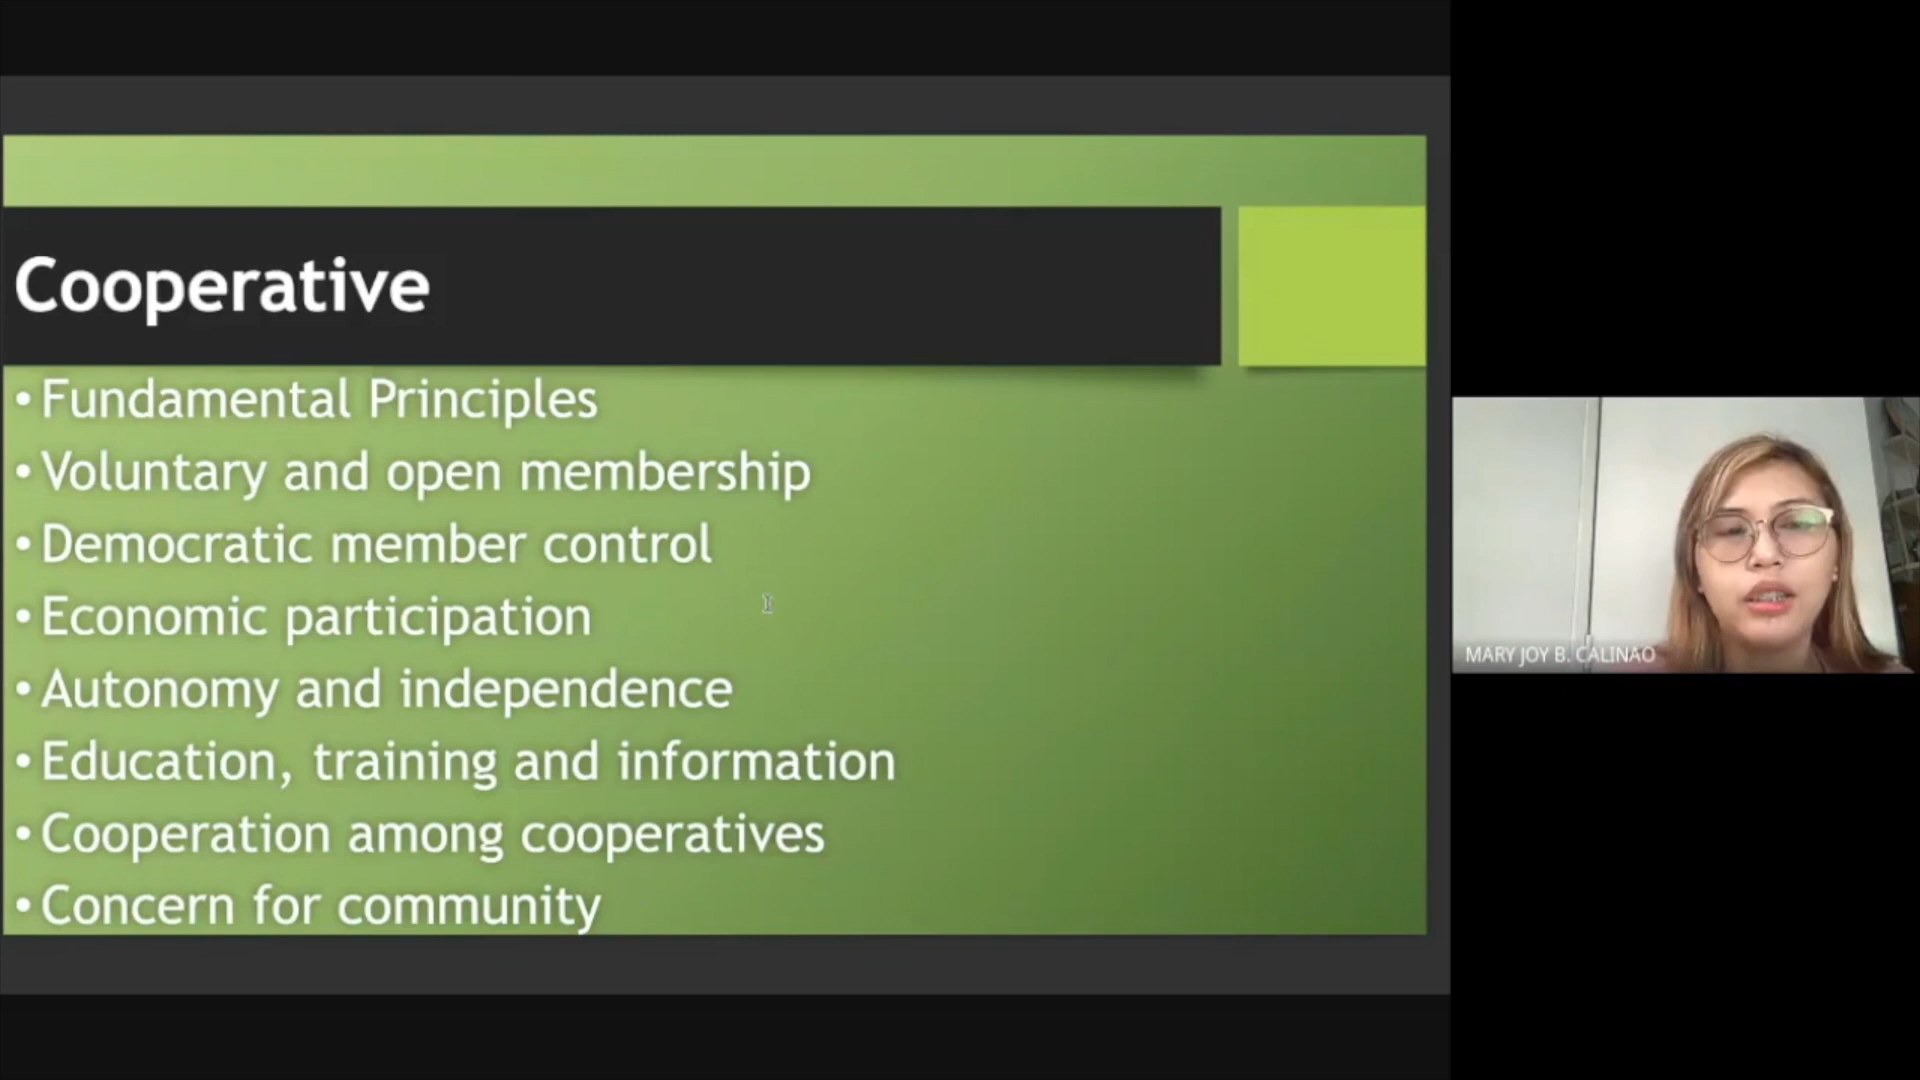 Cooperative
• Fundamental Principles
• Voluntary and open membership
• Democratic member control
• Economic participation
• Autonomy and independence
• Education, training and information
• Cooperation among cooperatives
• Concern for community
MARY JOY B. CALINAO